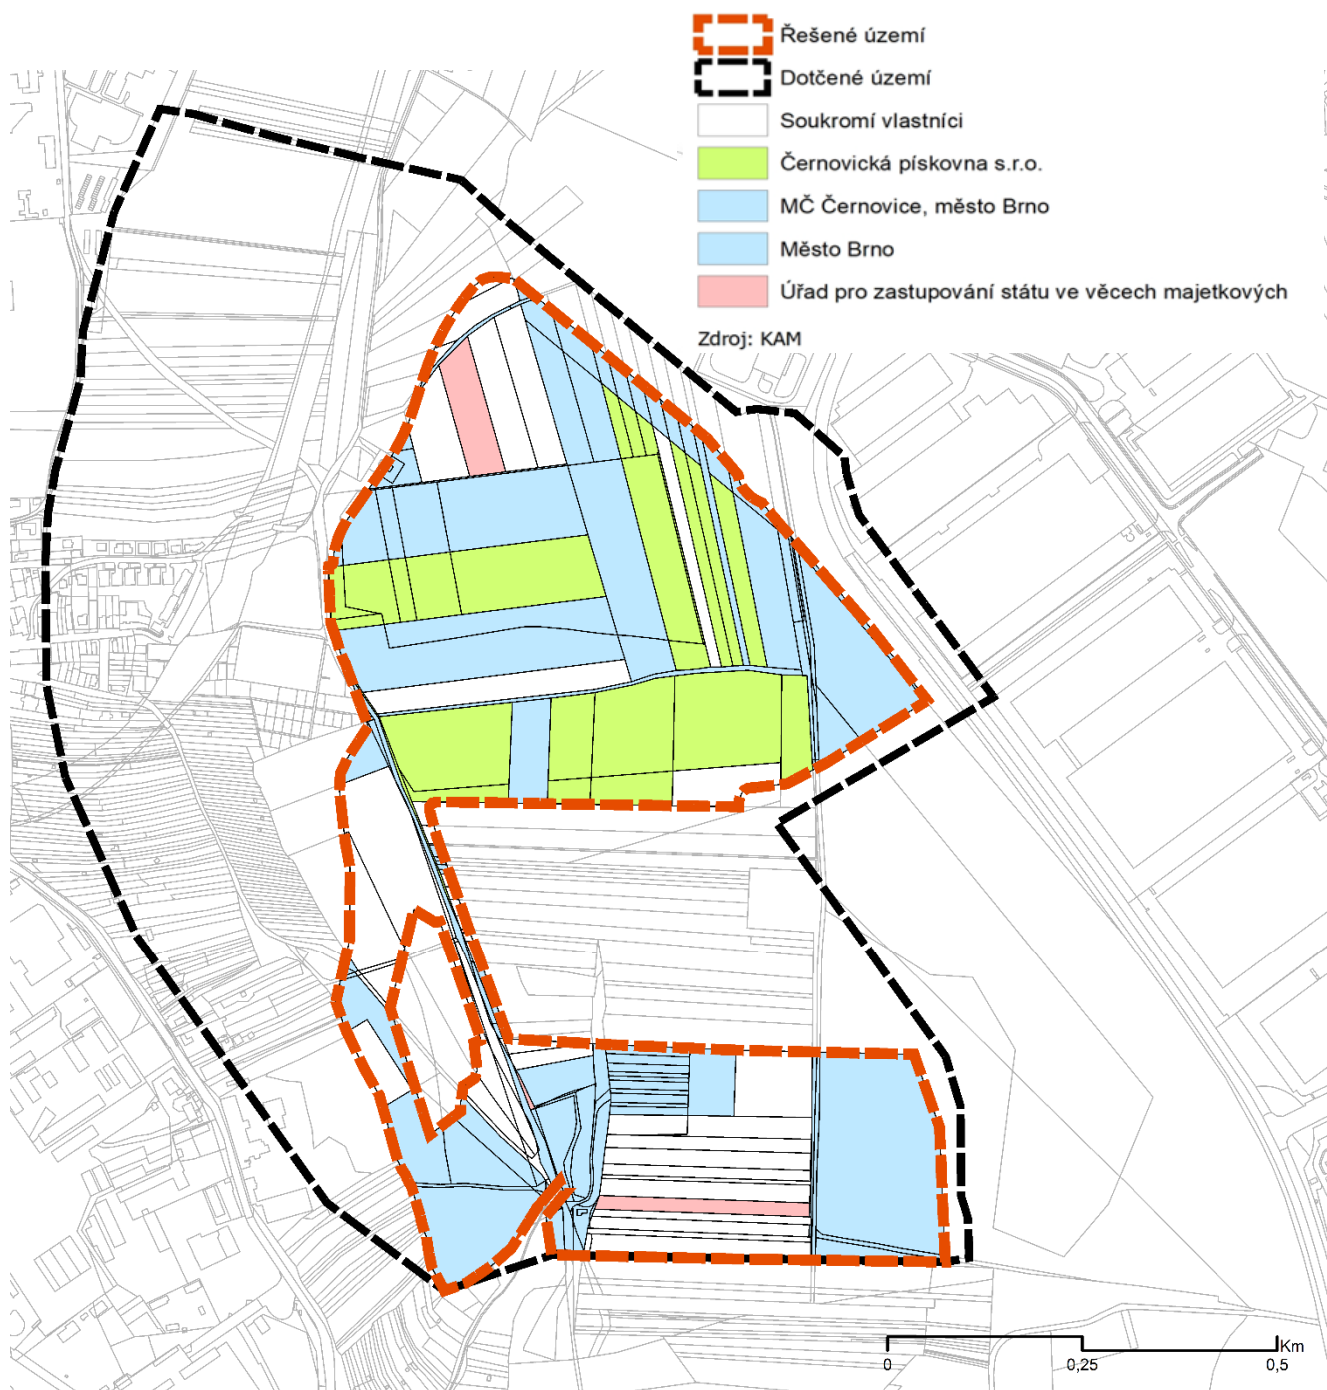 Řešené území
Dotčené území
Soukromí vlastníci
Černovická pískovna s.r.o.
MČ Černovice, město Brno
Město Brno
Úřad pro zastupování státu ve věcech majetkových
Zdroj: KAM
Km
0 0,25 0,5